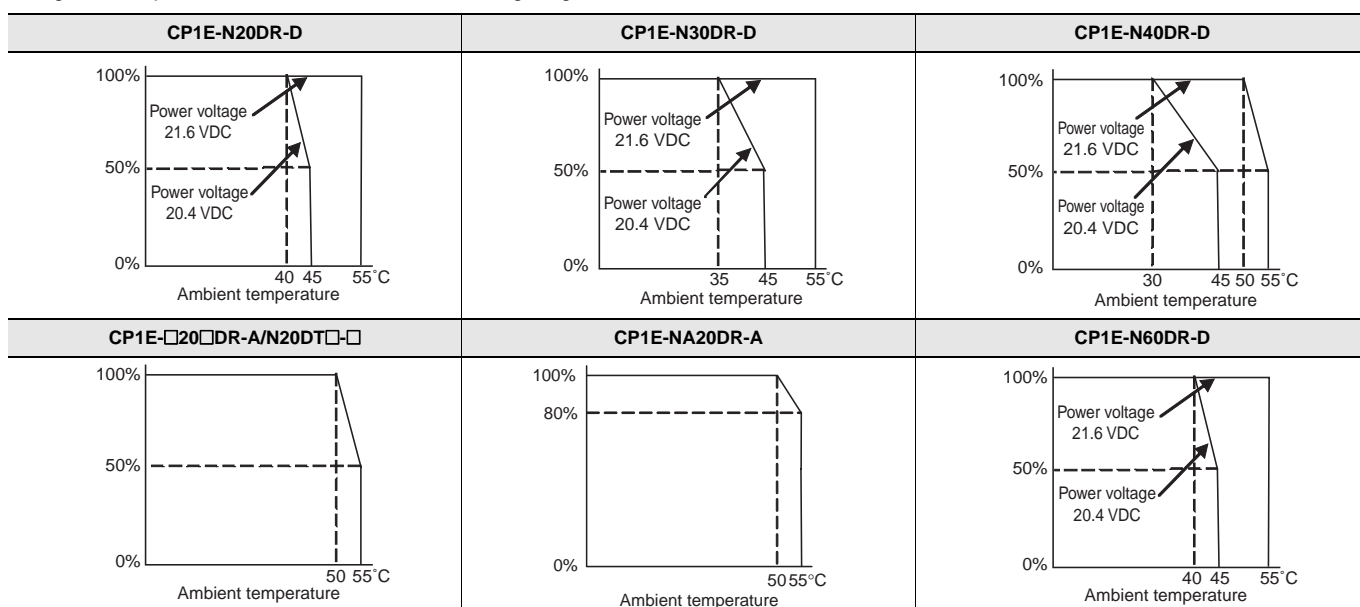 CP1E-N20DR-D
CP1E-N30DR-D
CP1E-N40DR-D
100%
Power voltage
21.6 VDC
50%
Power voltage
20.4 VDC
0%
40 45 55˚C
Ambient temperature
100%
Power voltage
21.6 VDC
50%
Power voltage
20.4 VDC
0%
35 45 55˚C
Ambient temperature
100%
Power voltage
21.6 VDC
50%
Power voltage
20.4 VDC
0%
30 45 50 55˚C
Ambient temperature
CP1E-□20□DR-A/N20DT□-□
CP1E-NA20DR-A
CP1E-N60DR-D
100%
50%
0%
50 55˚C
Ambient temperature
100%
80%
0%
50 55˚C
Ambient temperature
100%
Power voltage
21.6 VDC
50%
Power voltage
20.4 VDC
0%
40 45 55˚C
Ambient temperature